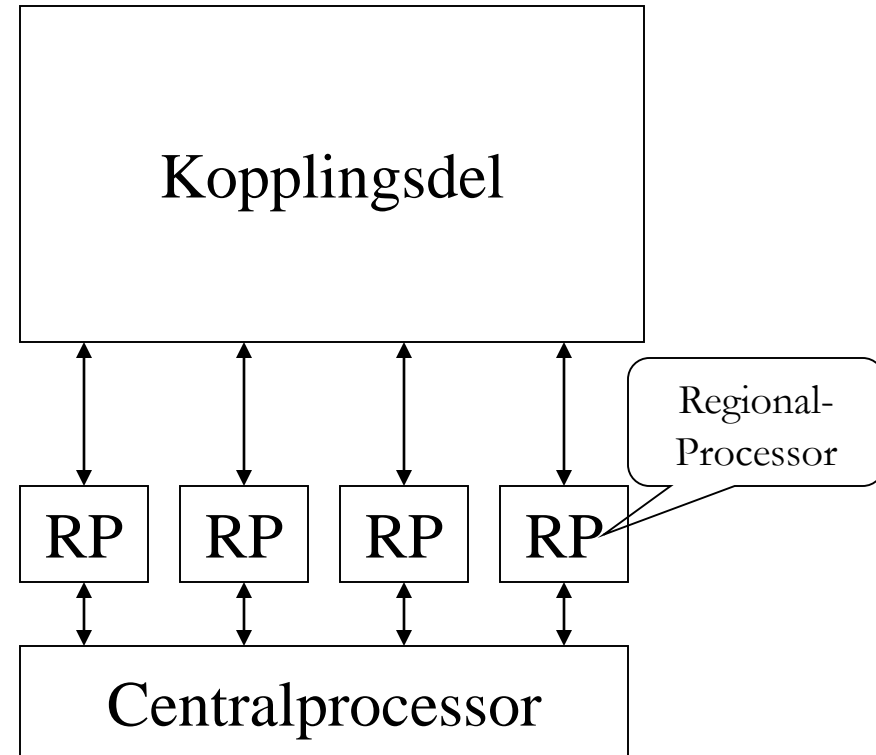 Kopplingsdel
Regional-
Processor
RP RP RP RP
Centralprocessor